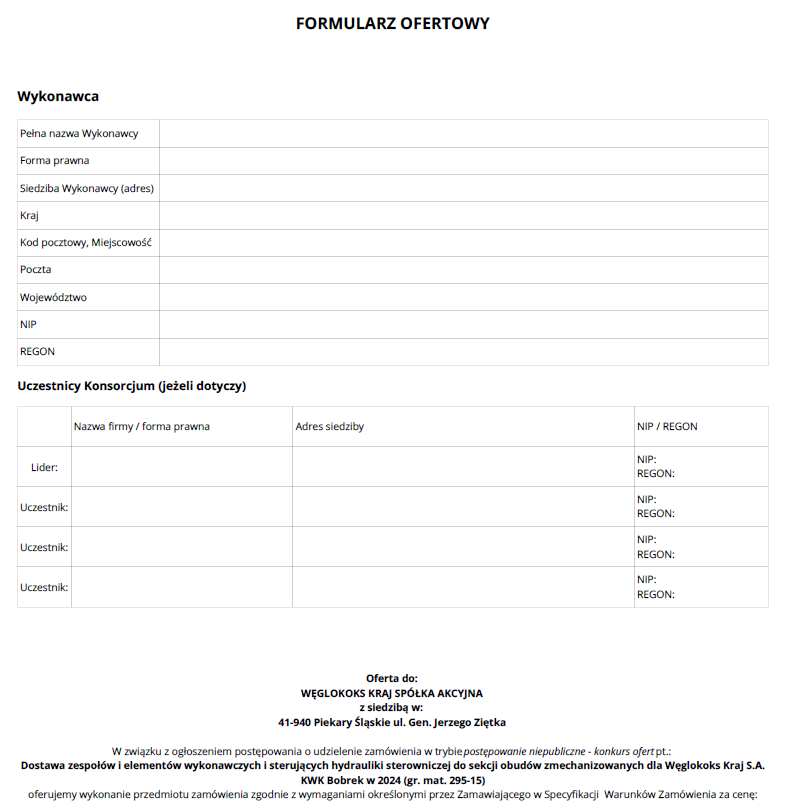 FORMULARZ OFERTOWY
Wykonawca
Pełna nazwa Wykonawcy
Forma prawna
Siedziba Wykonawcy (adres)
Kraj
Kod pocztowy, Miejscowość
Poczta
Województwo
NIP
REGON
Uczestnicy Konsorcjum (jeżeli dotyczy)
Nazwa firmy / forma prawna Adres siedziby NIP / REGON
Lider: NIP:
REGON:
Uczestnik: NIP:
REGON:
Uczestnik: NIP:
REGON:
Uczestnik: NIP:
REGON:
Oferta do:
WĘGLOKOKS KRAJ SPÓŁKA AKCYJNA
z siedzibą w:
41-940 Piekary Śląskie ul. Gen. Jerzego Ziętka
W związku z ogłoszeniem postępowania o udzielenie zamówienia w trybie postępowanie niepubliczne - konkurs ofert pt.:
Dostawa zespołów i elementów wykonawczych i sterujących hydrauliki sterowniczej do sekcji obudów zmechanizowanych dla Węglokoks Kraj S.A.
KWK Bobrek w 2024 (gr. mat. 295-15)
oferujemy wykonanie przedmiotu zamówienia zgodnie z wymaganiami określonymi przez Zamawiającego w Specyfikacji Warunków Zamówienia za cenę: